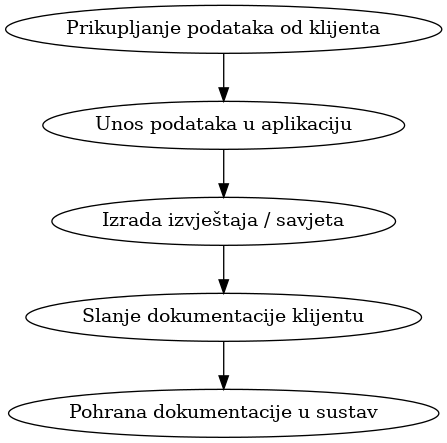 Prikupljanje podataka od klijenta
Unos podataka u aplikaciju
Izrada izvještaja / savjeta
Slanje dokumentacije klijentu
Pohrana dokumentacije u sustav